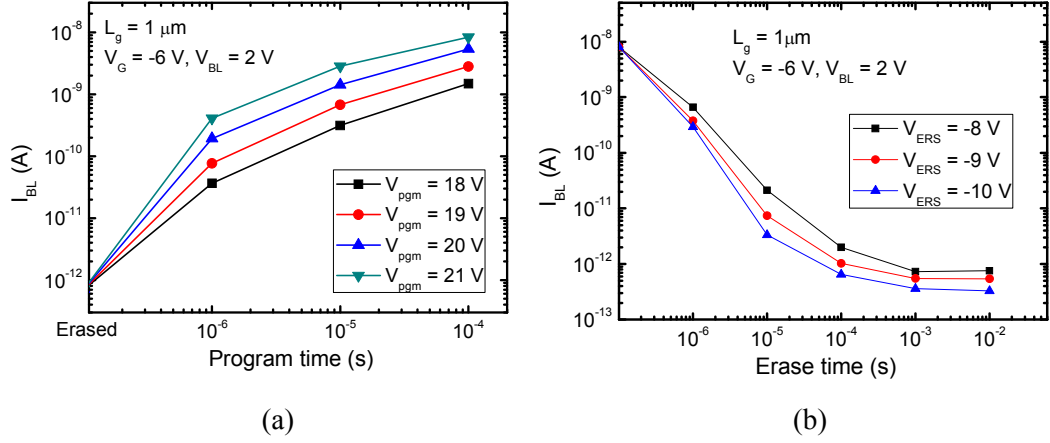 L_g = 1 μm
V_G = -6 V, V_BL = 2 V
10^-8
10^-9
10^-10
10^-11
10^-12
I_BL (A)
V_pgm = 18 V
V_pgm = 19 V
V_pgm = 20 V
V_pgm = 21 V
Erased
10^-6
10^-5
10^-4
Program time (s)
(a)
L_g = 1μm
V_G = -6 V, V_BL = 2 V
10^-8
10^-9
10^-10
10^-11
10^-12
10^-13
I_BL (A)
V_ERS = -8 V
V_ERS = -9 V
V_ERS = -10 V
10^-6
10^-5
10^-4
10^-3
10^-2
Erase time (s)
(b)